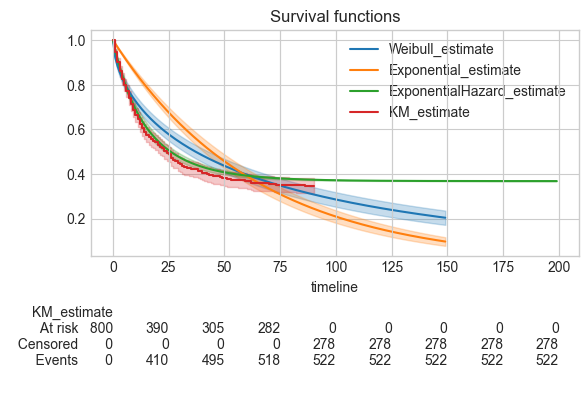 Survival functions
1.0
0.8
0.6
0.4
0.2
Weibull_estimate
Exponential_estimate
ExponentialHazard_estimate
KM_estimate
0 25 50 75 100 125 150 175 200
timeline
KM_estimate
At risk 800 390 305 282 0 0 0 0 0
Censored 0 0 0 0 278 278 278 278 278
Events 0 410 495 518 522 522 522 522 522